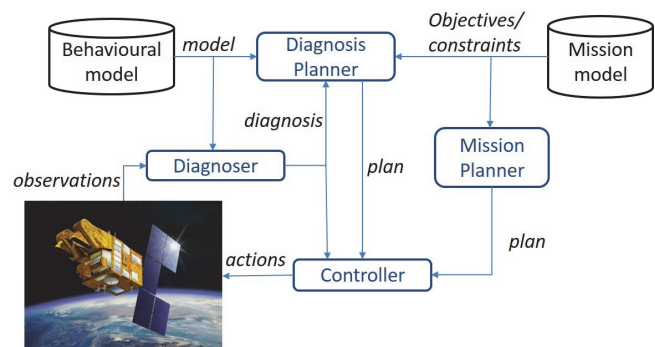 Behavioural
model
model
Diagnosis
Planner
Objectives/
constraints
Mission
model
diagnosis
Diagnoser
plan
Mission
Planner
observations
plan
actions
Controller